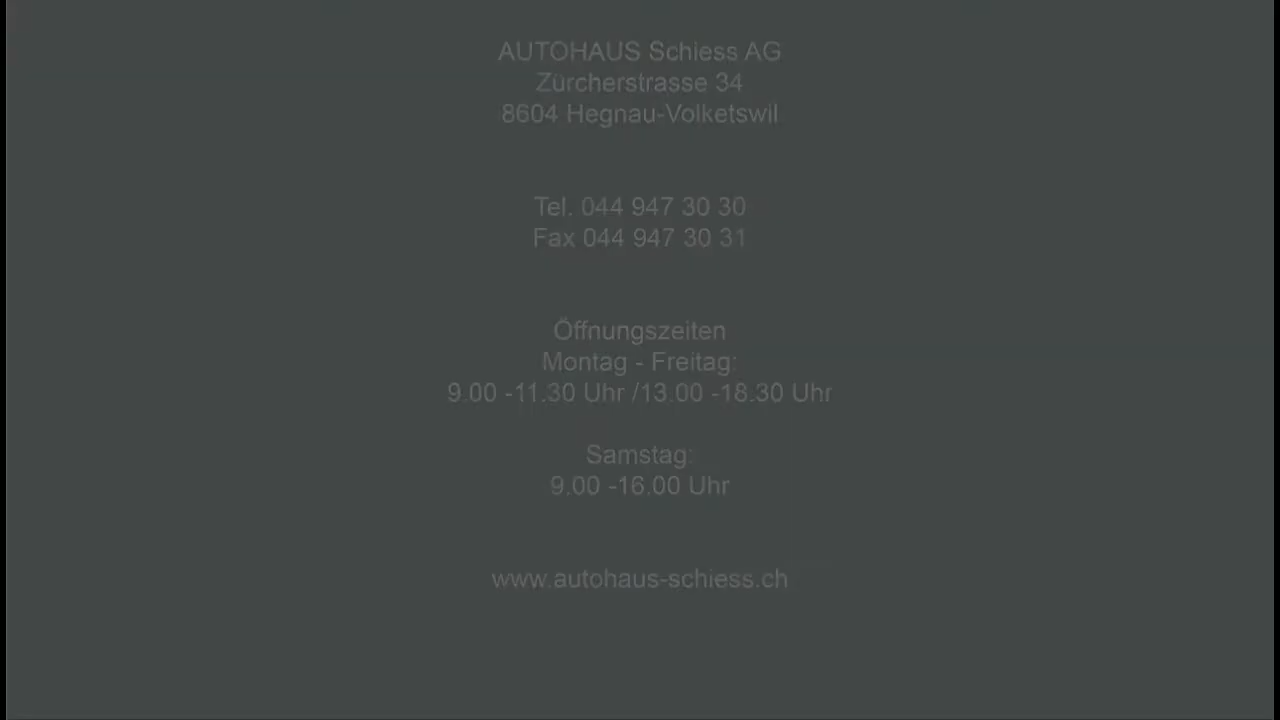 AUTOHAUS Schiess AG
Zürcherstrasse 34
8604 Hegnau-Volketswil
Tel. 044 947 30 30
Fax 044 947 30 31
Öffnungszeiten
Montag - Freitag:
9.00 -11.30 Uhr /13.00 -18.30 Uhr
Samstag:
9.00 -16.00 Uhr
www.autohaus-schiess.ch